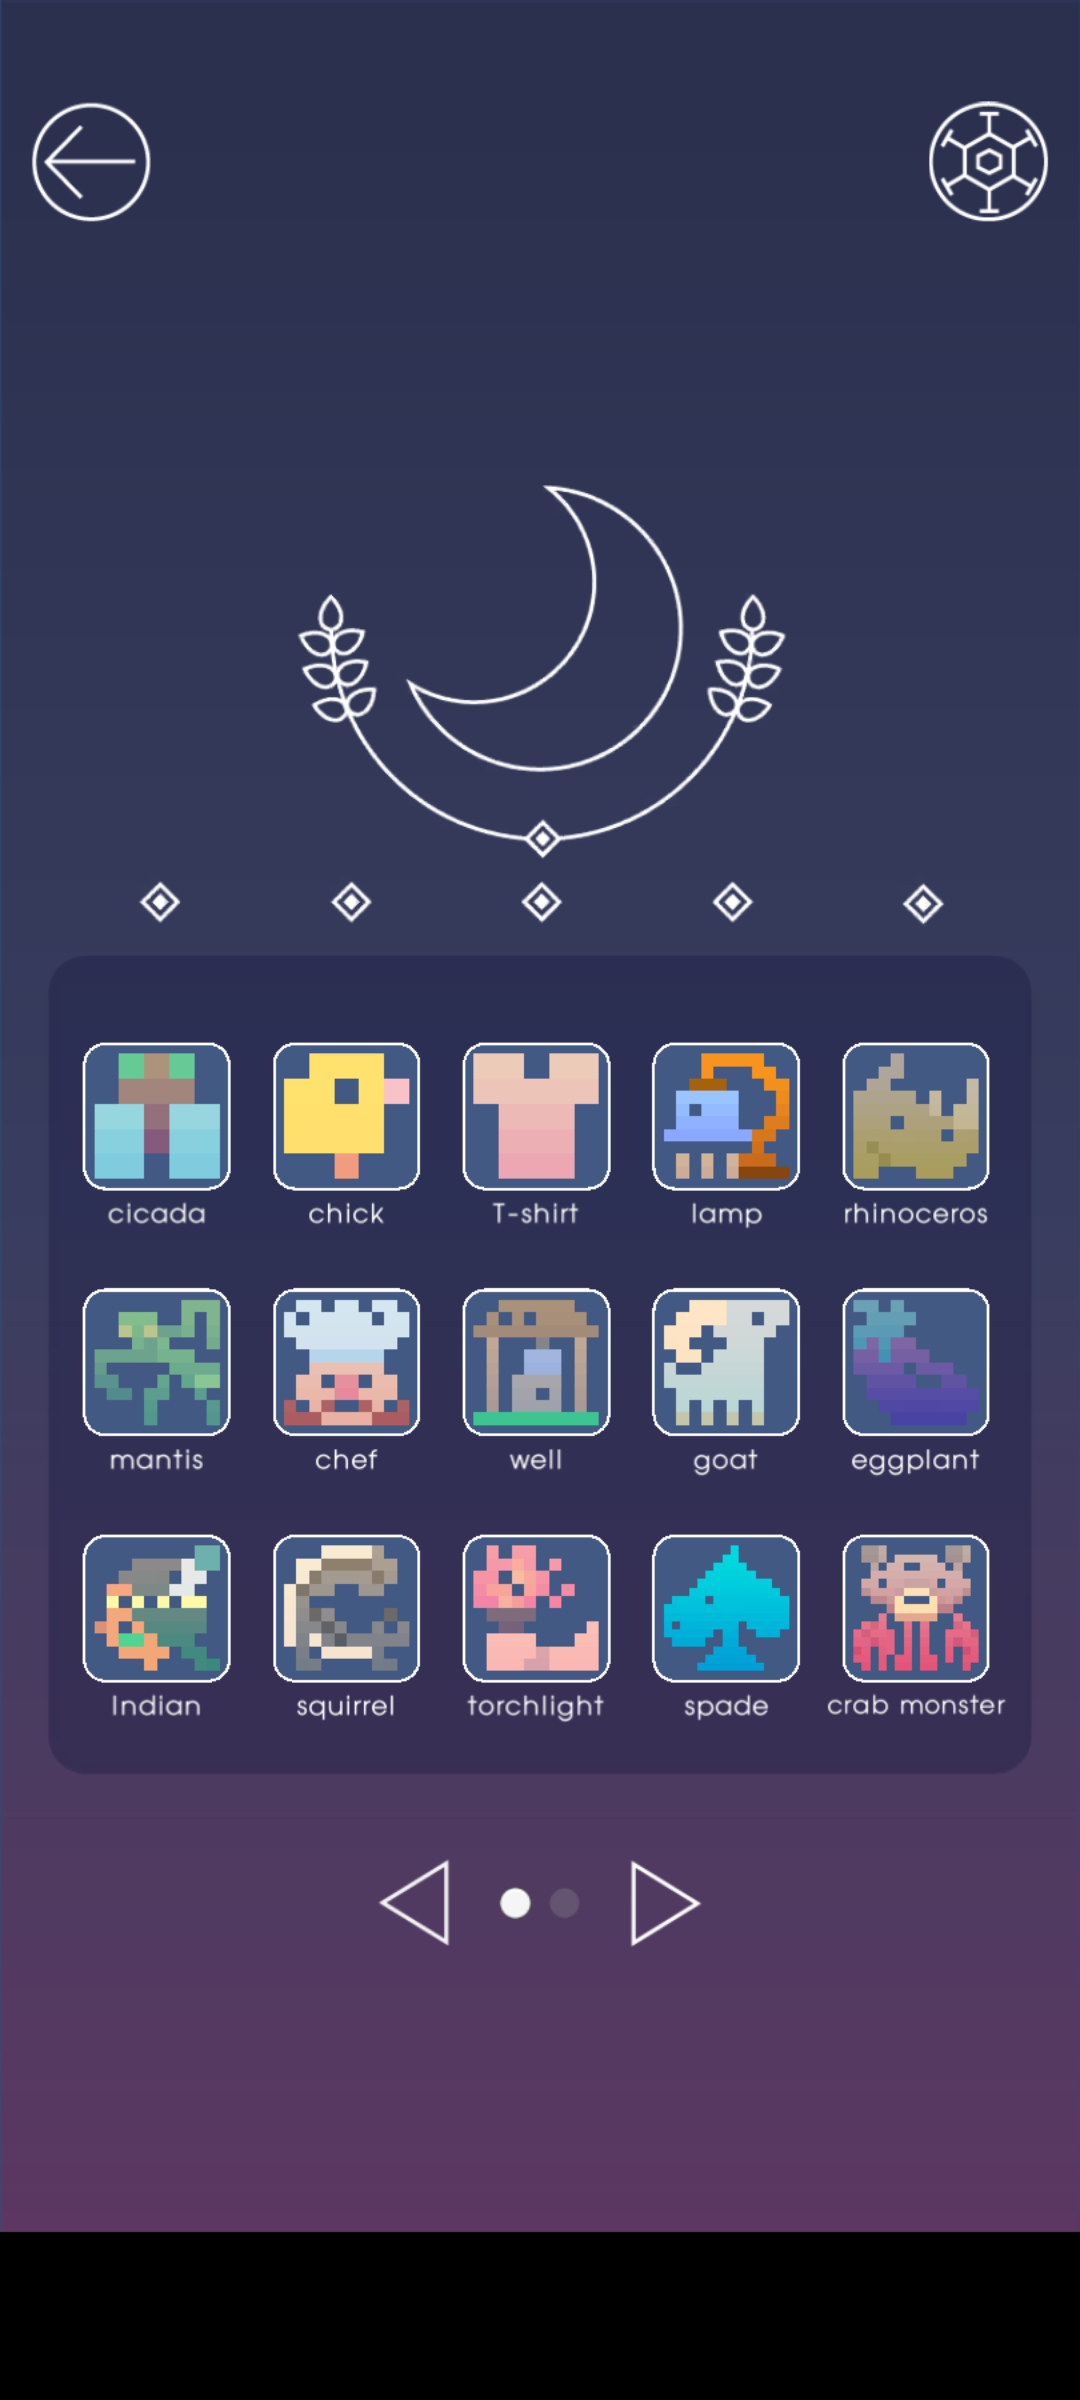 cicada chick T-shirt lamp rhinoceros
mantis chef well goat eggplant
Indian squirrel torchlight spade crab monster